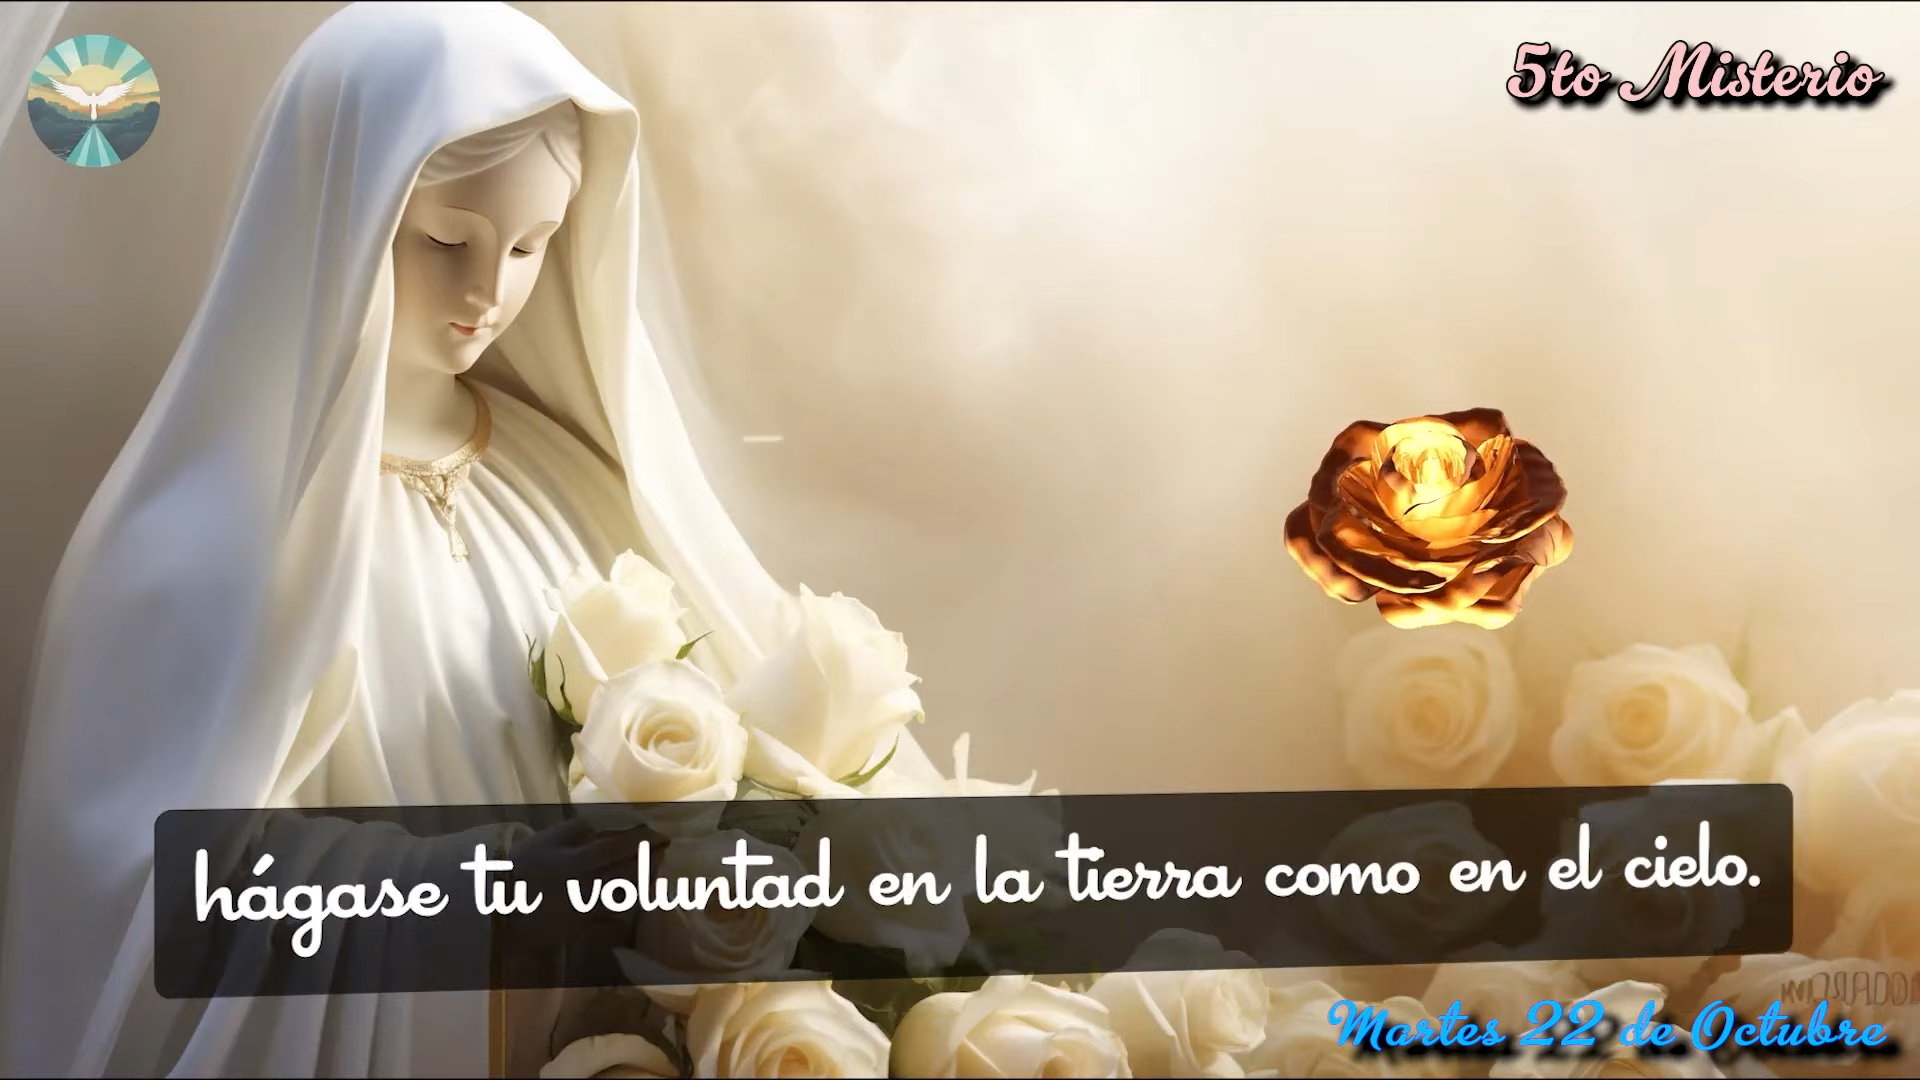 5to Misterio
hágase tu voluntad en la tierra como en el cielo.
Martes 22 de Octubre